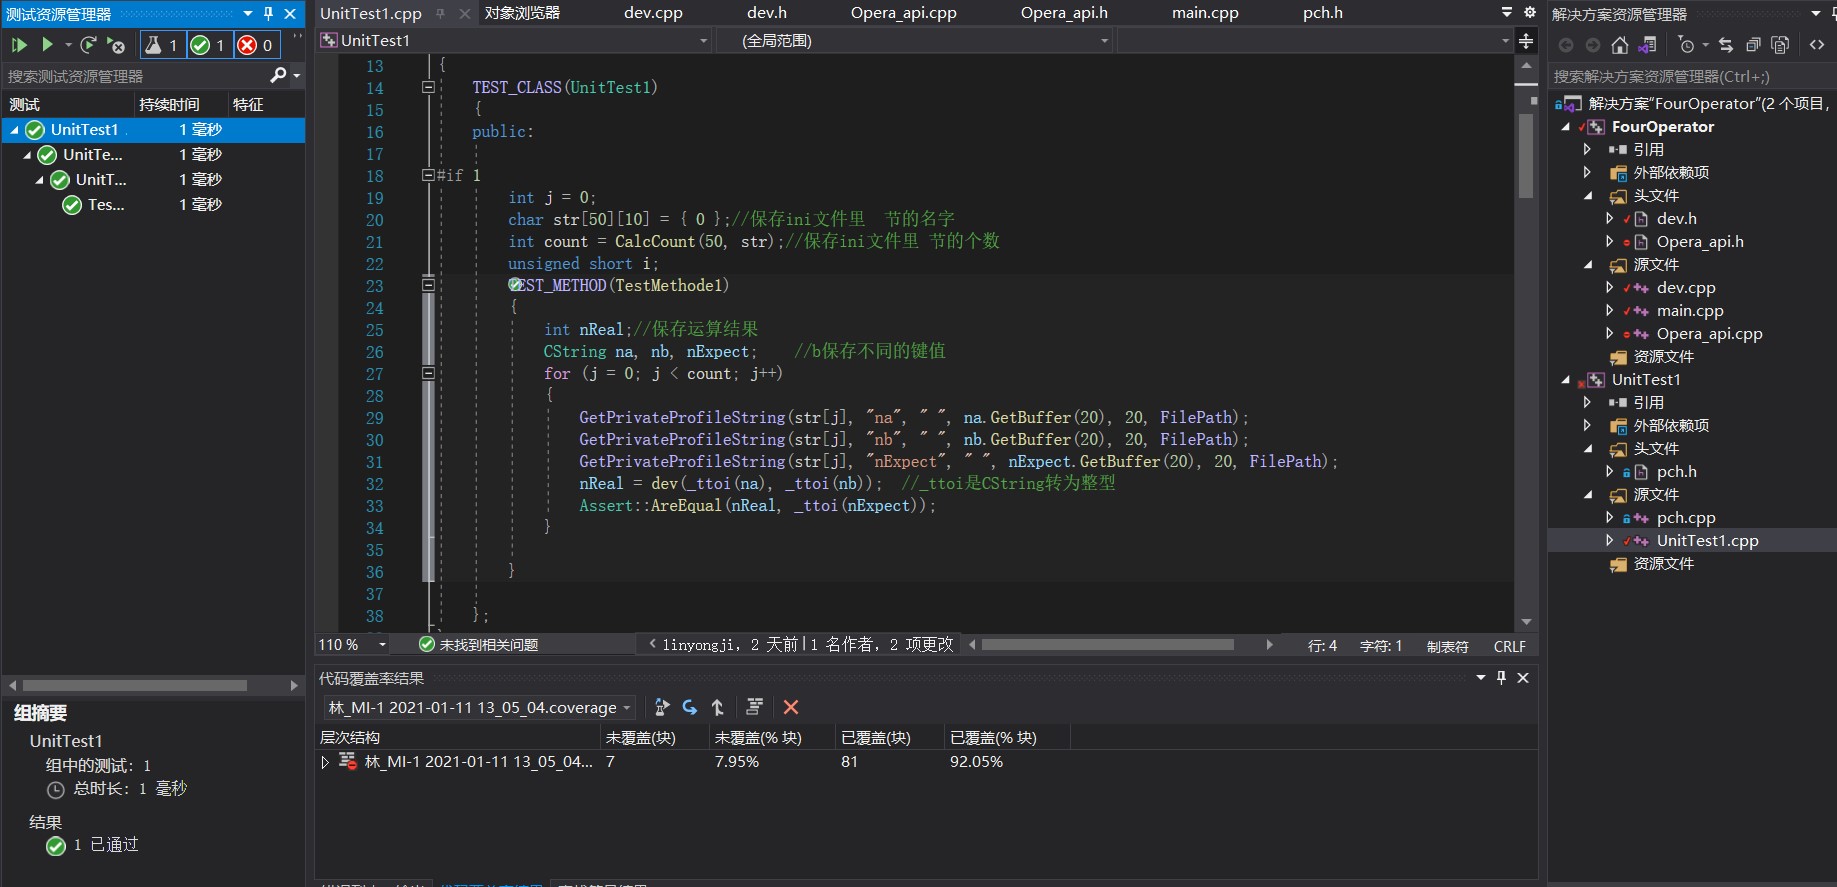 测试资源管理器
1 1 0
搜索测试资源管理器
测试 持续时间 特征
UnitTest1 1 毫秒
UnitTe... 1 毫秒
UnitT... 1 毫秒
Tes... 1 毫秒
组摘要
UnitTest1
组中的测试: 1
总时长: 1 毫秒
结果
1 已通过
UnitTest1.cpp 对象浏览器 dev.cpp dev.h Opera_api.cpp Opera_api.h main.cpp pch.h
UnitTest1 (全局范围)
13 {
14 TEST_CLASS(UnitTest1)
15 {
16 public:
17
18 #if 1
19 int j = 0;
20 char str[50][10] = { 0 };//保存ini文件里 节的名字
21 int count = CalcCount(50, str);//保存ini文件里 节的个数
22 unsigned short i;
23 EST_METHOD(TestMethode1)
24 {
25 int nReal;//保存运算结果
26 CString na, nb, nExpect; //b保存不同的键值
27 for (j = 0; j < count; j++)
28 {
29 GetPrivateProfileString(str[j], "na", " ", na.GetBuffer(20), 20, FilePath);
30 GetPrivateProfileString(str[j], "nb", " ", nb.GetBuffer(20), 20, FilePath);
31 GetPrivateProfileString(str[j], "nExpect", " ", nExpect.GetBuffer(20), 20, FilePath);
32 nReal = dev(_ttoi(na), _ttoi(nb)); //_ttoi是CString转为整型
33 Assert::AreEqual(nReal, _ttoi(nExpect));
34 }
35
36 }
37
38 };
110 % 未找到相关问题 linyongji, 2 天前|1 名作者, 2 项更改 行: 4 字符: 1 制表符 CRLF
代码覆盖率结果
林_MI-1 2021-01-11 13_05_04.coverage
层次结构 未覆盖(块) 未覆盖(% 块) 已覆盖(块) 已覆盖(% 块)
林_MI-1 2021-01-11 13_05_04... 7 7.95% 81 92.05%
解决方案资源管理器
搜索解决方案资源管理器(Ctrl+;)
解决方案"FourOperator"(2 个项目,
FourOperator
引用
外部依赖项
头文件
dev.h
Opera_api.h
源文件
dev.cpp
main.cpp
Opera_api.cpp
资源文件
UnitTest1
引用
外部依赖项
头文件
pch.h
源文件
pch.cpp
UnitTest1.cpp
资源文件